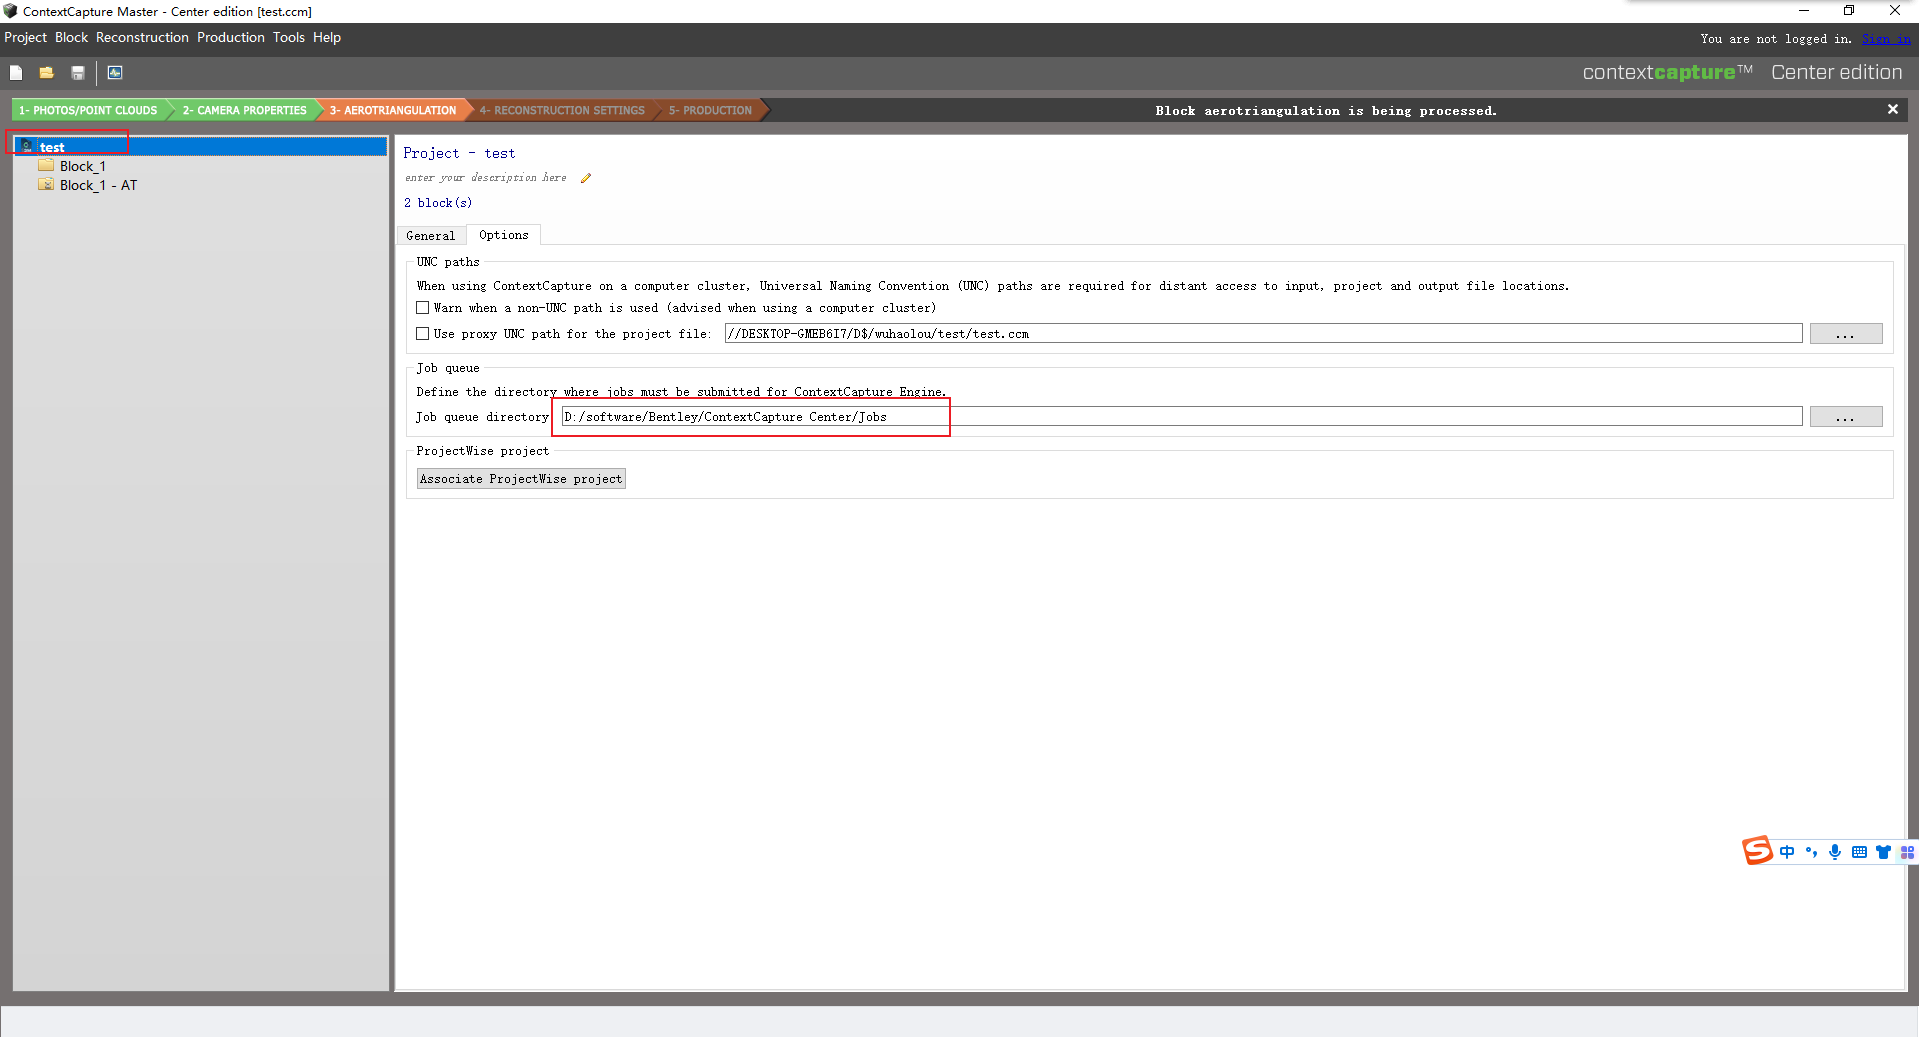 ContextCapture Master - Center edition [test.ccm]
Project Block Reconstruction Production Tools Help
You are not logged in. Sign in
contextcapture™ Center edition
1- PHOTOS/POINT CLOUDS 2- CAMERA PROPERTIES 3- AEROTRIANGULATION 4- RECONSTRUCTION SETTINGS 5- PRODUCTION
Block aerotriangulation is being processed.
test
Block_1
Block_1 - AT
Project - test
enter your description here
2 block(s)
General Options
UNC paths
When using ContextCapture on a computer cluster, Universal Naming Convention (UNC) paths are required for distant access to input, project and output file locations.
Warn when a non-UNC path is used (advised when using a computer cluster)
Use proxy UNC path for the project file: //DESKTOP-GMEB6I7/D$/wuhaolou/test/test.ccm ...
Job queue
Define the directory where jobs must be submitted for ContextCapture Engine.
Job queue directory D:/software/Bentley/ContextCapture Center/Jobs ...
ProjectWise project
Associate ProjectWise project
S 中